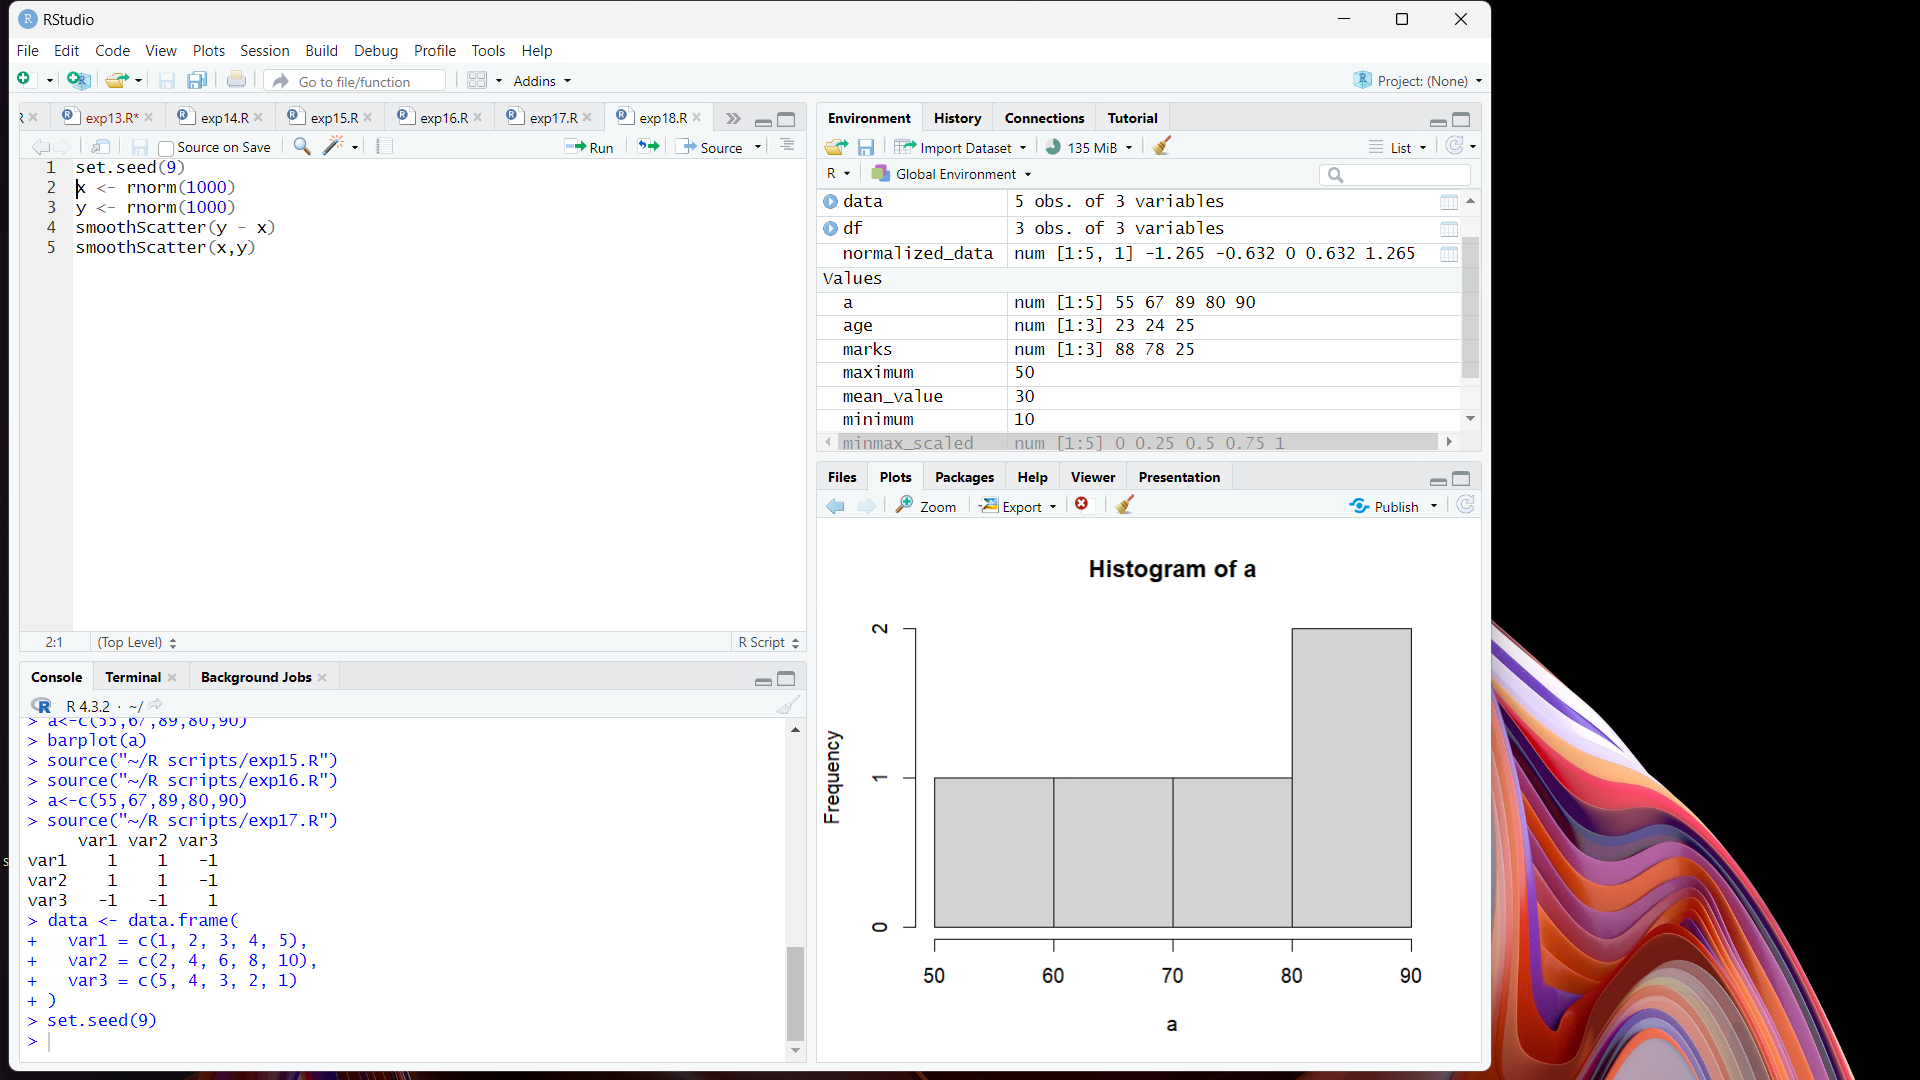 RStudio
File Edit Code View Plots Session Build Debug Profile Tools Help
Go to file/function Addins Project: (None)
R exp13.R* exp14.R exp15.R exp16.R exp17.R exp18.R
Source on Save Run Source
1 set.seed(9)
2 x <- rnorm(1000)
3 y <- rnorm(1000)
4 smoothScatter(y - x)
5 smoothScatter(x,y)
2:1 (Top Level) R Script
Console Terminal Background Jobs
R 4.3.2 · ~/
> a<-c(55,67,89,80,90)
> barplot(a)
> source("~/R scripts/exp15.R")
> source("~/R scripts/exp16.R")
> a<-c(55,67,89,80,90)
> source("~/R scripts/exp17.R")
var1 var2 var3
var1 1 1 -1
var2 1 1 -1
var3 -1 -1 1
> data <- data.frame(
+ var1 = c(1, 2, 3, 4, 5),
+ var2 = c(2, 4, 6, 8, 10),
+ var3 = c(5, 4, 3, 2, 1)
+ )
> set.seed(9)
>
Environment History Connections Tutorial
Import Dataset 135 MiB List
R Global Environment
data 5 obs. of 3 variables
df 3 obs. of 3 variables
normalized_data num [1:5, 1] -1.265 -0.632 0 0.632 1.265
Values
a num [1:5] 55 67 89 80 90
age num [1:3] 23 24 25
marks num [1:3] 88 78 25
maximum 50
mean_value 30
minimum 10
minmax_scaled num [1:5] 0 0.25 0.5 0.75 1
Files Plots Packages Help Viewer Presentation
Zoom Export Publish
Histogram of a
Frequency
2
1
0
50 60 70 80 90
a
s